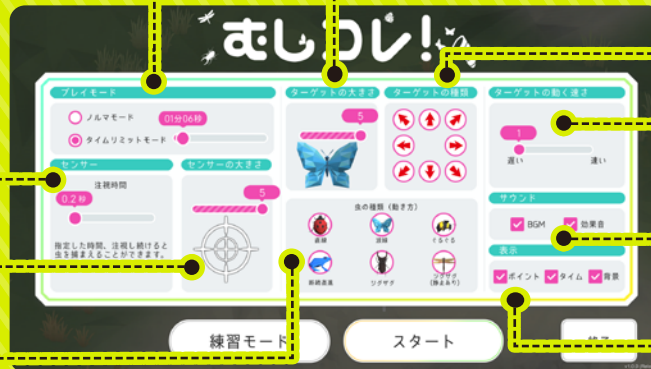 むしコレ!
プレイモード
ノルマモード
01分06秒
タイムリミットモード
ターゲットの大きさ
5
ターゲットの種類
ターゲットの動く速さ
1
遅い
速い
センサー
注視時間
0.2秒
指定した時間、注視し続けると
虫を捕まえることができます。
センサーの大きさ
5
虫の種類(動き方)
直線
波線
ぐるぐる
ジグザグ
サウンド
BGM
効果音
表示
ポイント
タイム
背景
練習モード
スタート